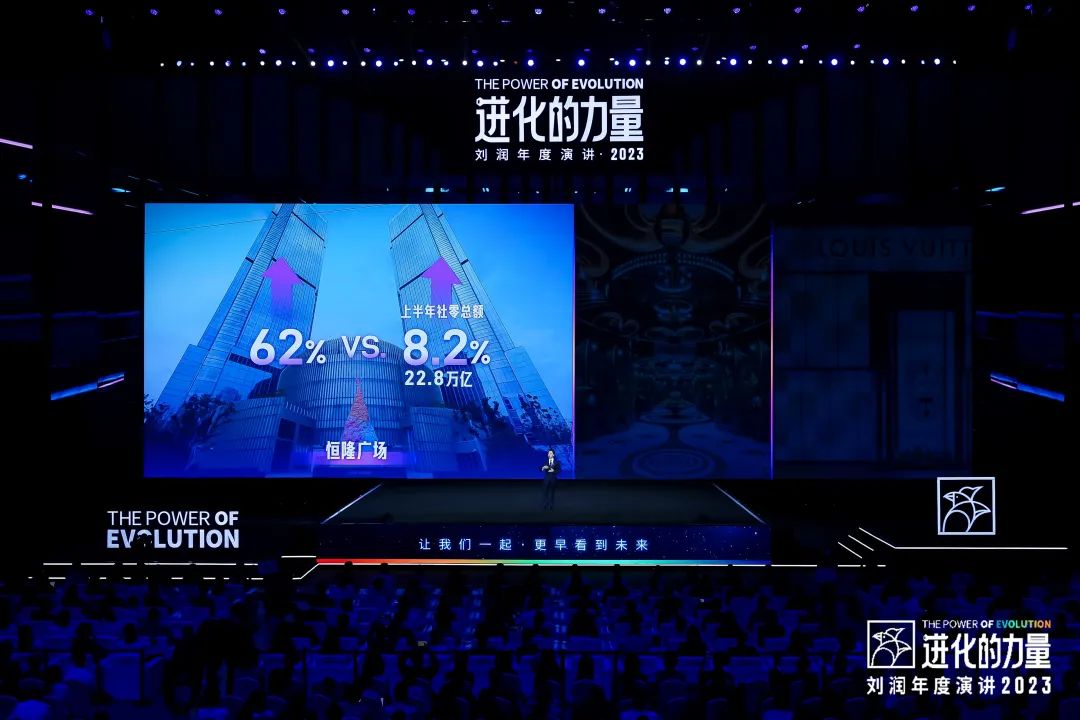 THE POWER OF EVOLUTION
进化的力量
刘润年度演讲·2023
LOUIS VUITT
上半年社零总额
62% VS. 8.2%
22.8万亿
恒隆广场
THE POWER OF
EVOLUTION
让我们一起·更早看到未来
THE POWER OF EVOLUTION
进化的力量
刘润年度演讲2023